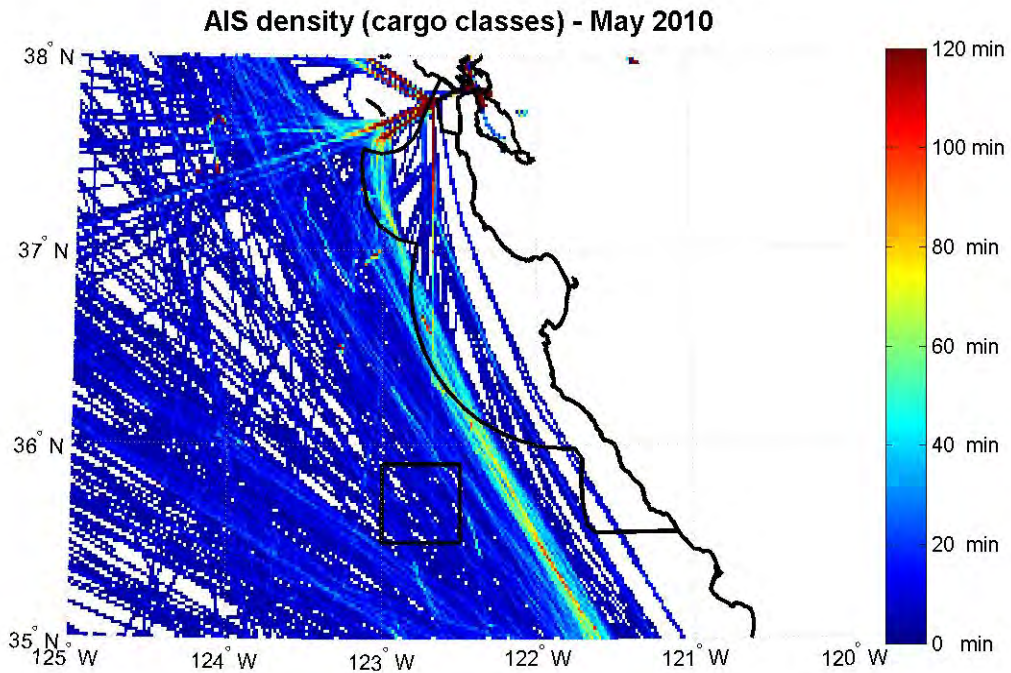 AIS density (cargo classes) - May 2010
38° N
37° N
36° N
35° N
125° W
124° W
123° W
122° W
121° W
120° W
120 min
100 min
80 min
60 min
40 min
20 min
0 min